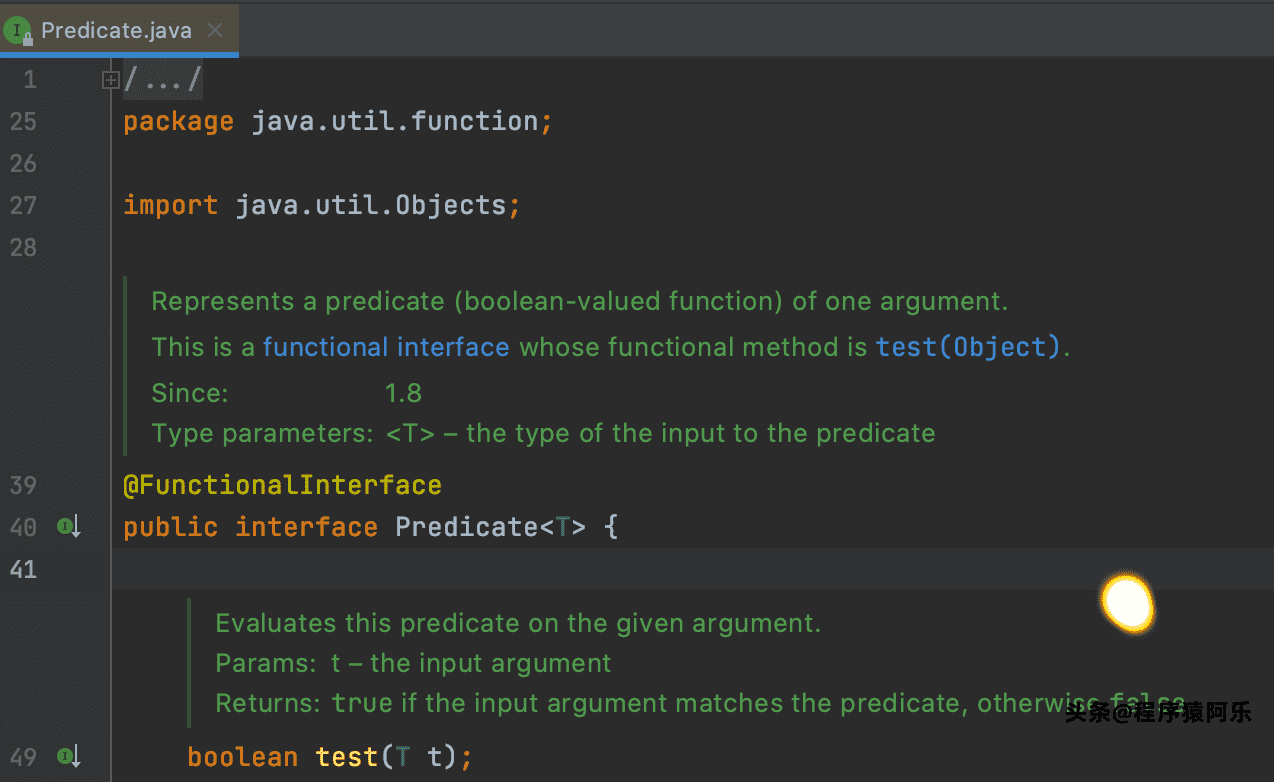 Predicate.java
1 /.../
25 package java.util.function;
26
27 import java.util.Objects;
28
Represents a predicate (boolean-valued function) of one argument.
This is a functional interface whose functional method is test(Object).
Since: 1.8
Type parameters: <T> – the type of the input to the predicate
39 @FunctionalInterface
40 public interface Predicate<T> {
41
Evaluates this predicate on the given argument.
Params: t – the input argument
Returns: true if the input argument matches the predicate, otherwise false
头条@程序猿阿乐
49 boolean test(T t);